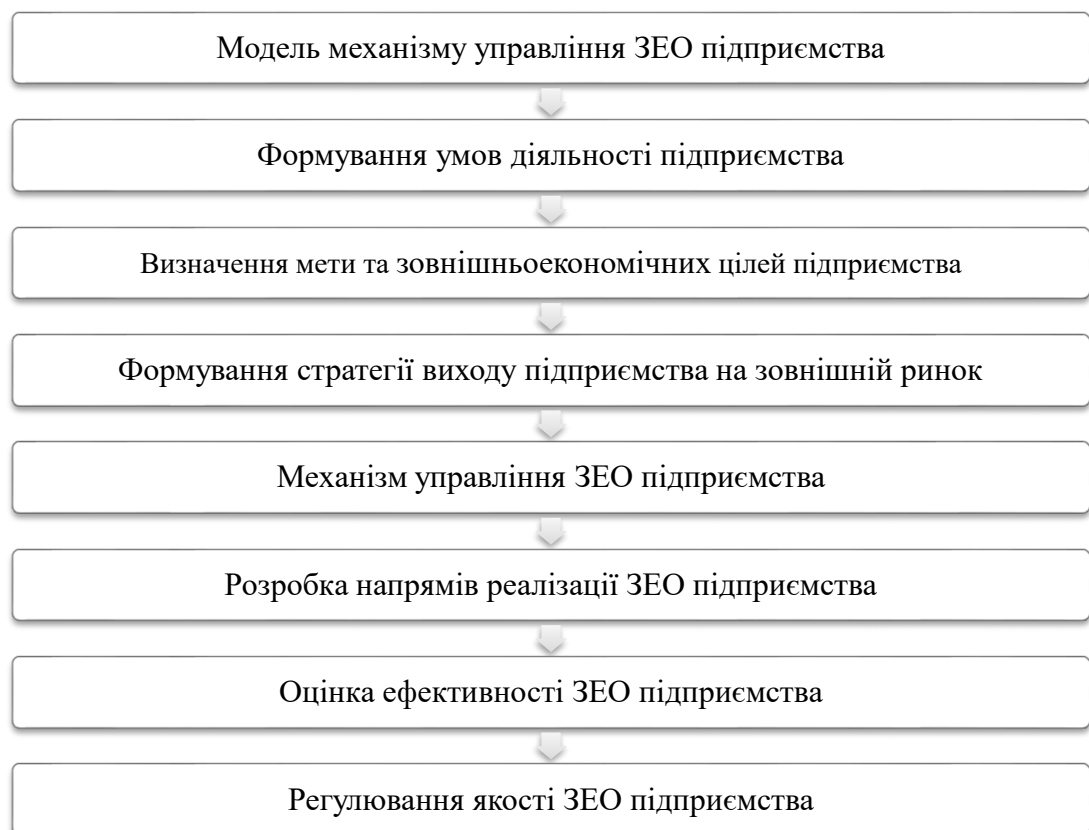 Модель механізму управління ЗЕО підприємства
Формування умов діяльності підприємства
Визначення мети та зовнішньоекономічних цілей підприємства
Формування стратегії виходу підприємства на зовнішній ринок
Механізм управління ЗЕО підприємства
Розробка напрямів реалізації ЗЕО підприємства
Оцінка ефективності ЗЕО підприємства
Регулювання якості ЗЕО підприємства